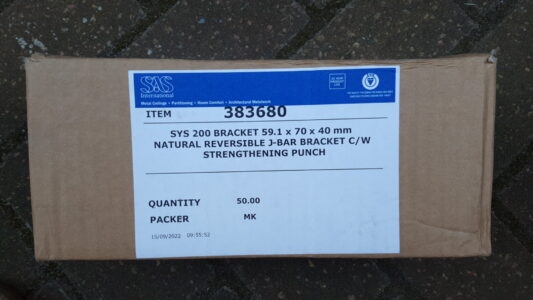 SAS
International
Metal Ceilings • Partitioning • Room Comfort • Architectural Metalwork
ITEM 383680
SYS 200 BRACKET 59.1 x 70 x 40 mm
NATURAL REVERSIBLE J-BAR BRACKET C/W
STRENGTHENING PUNCH
QUANTITY 50.00
PACKER MK
15/09/2022 09:55:52